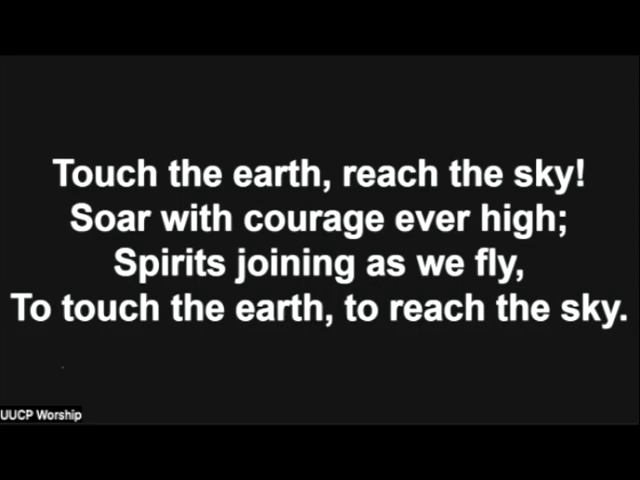 Touch the earth, reach the sky!
Soar with courage ever high;
Spirits joining as we fly,
To touch the earth, to reach the sky.
UUCP Worship